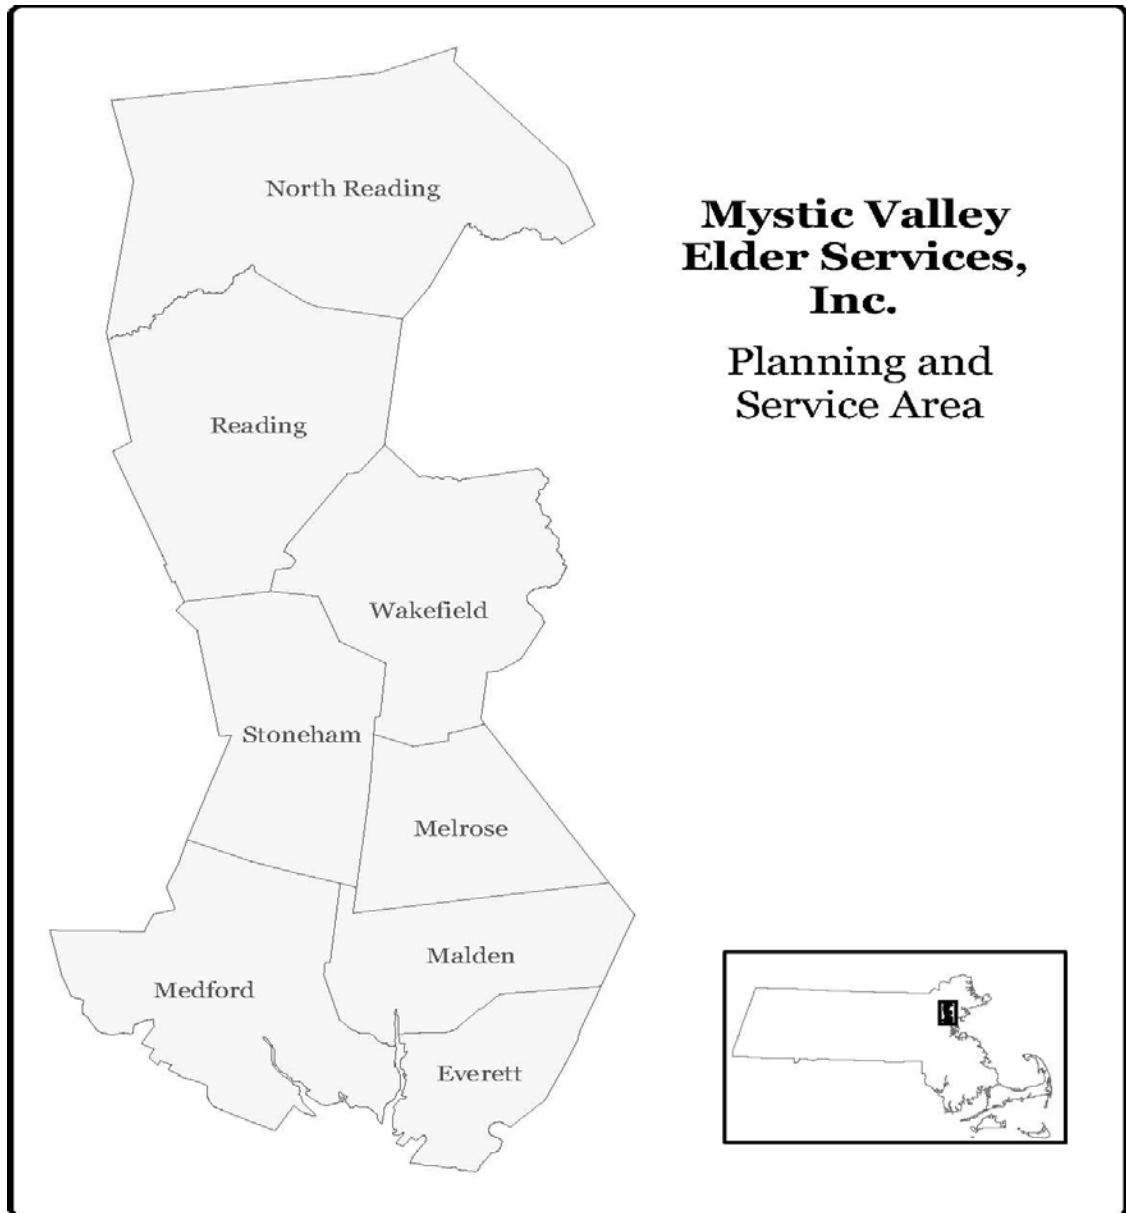 North Reading
Mystic Valley
Elder Services,
Inc.
Planning and
Service Area
Reading
Wakefield
Stoneham
Melrose
Malden
Medford
Everett